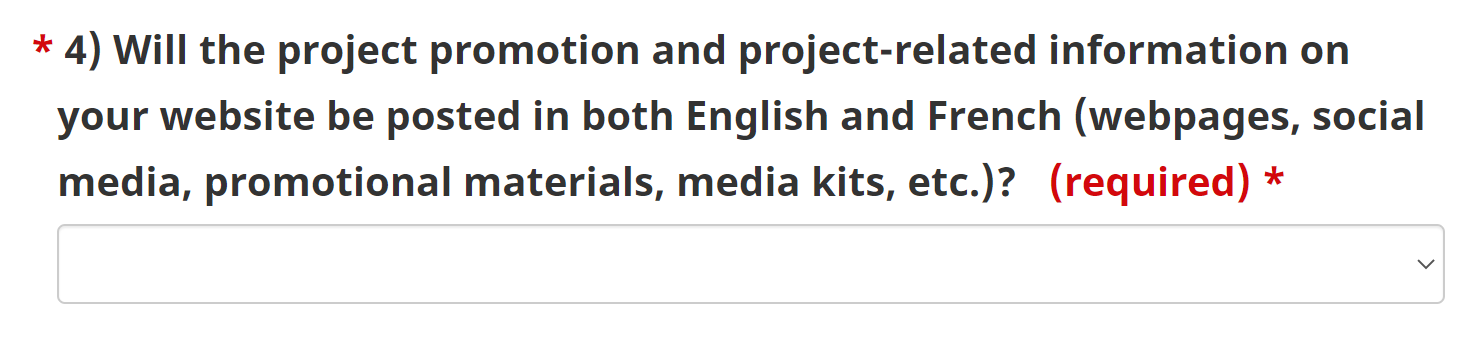 * 4) Will the project promotion and project-related information on
your website be posted in both English and French (webpages, social
media, promotional materials, media kits, etc.)? (required) *